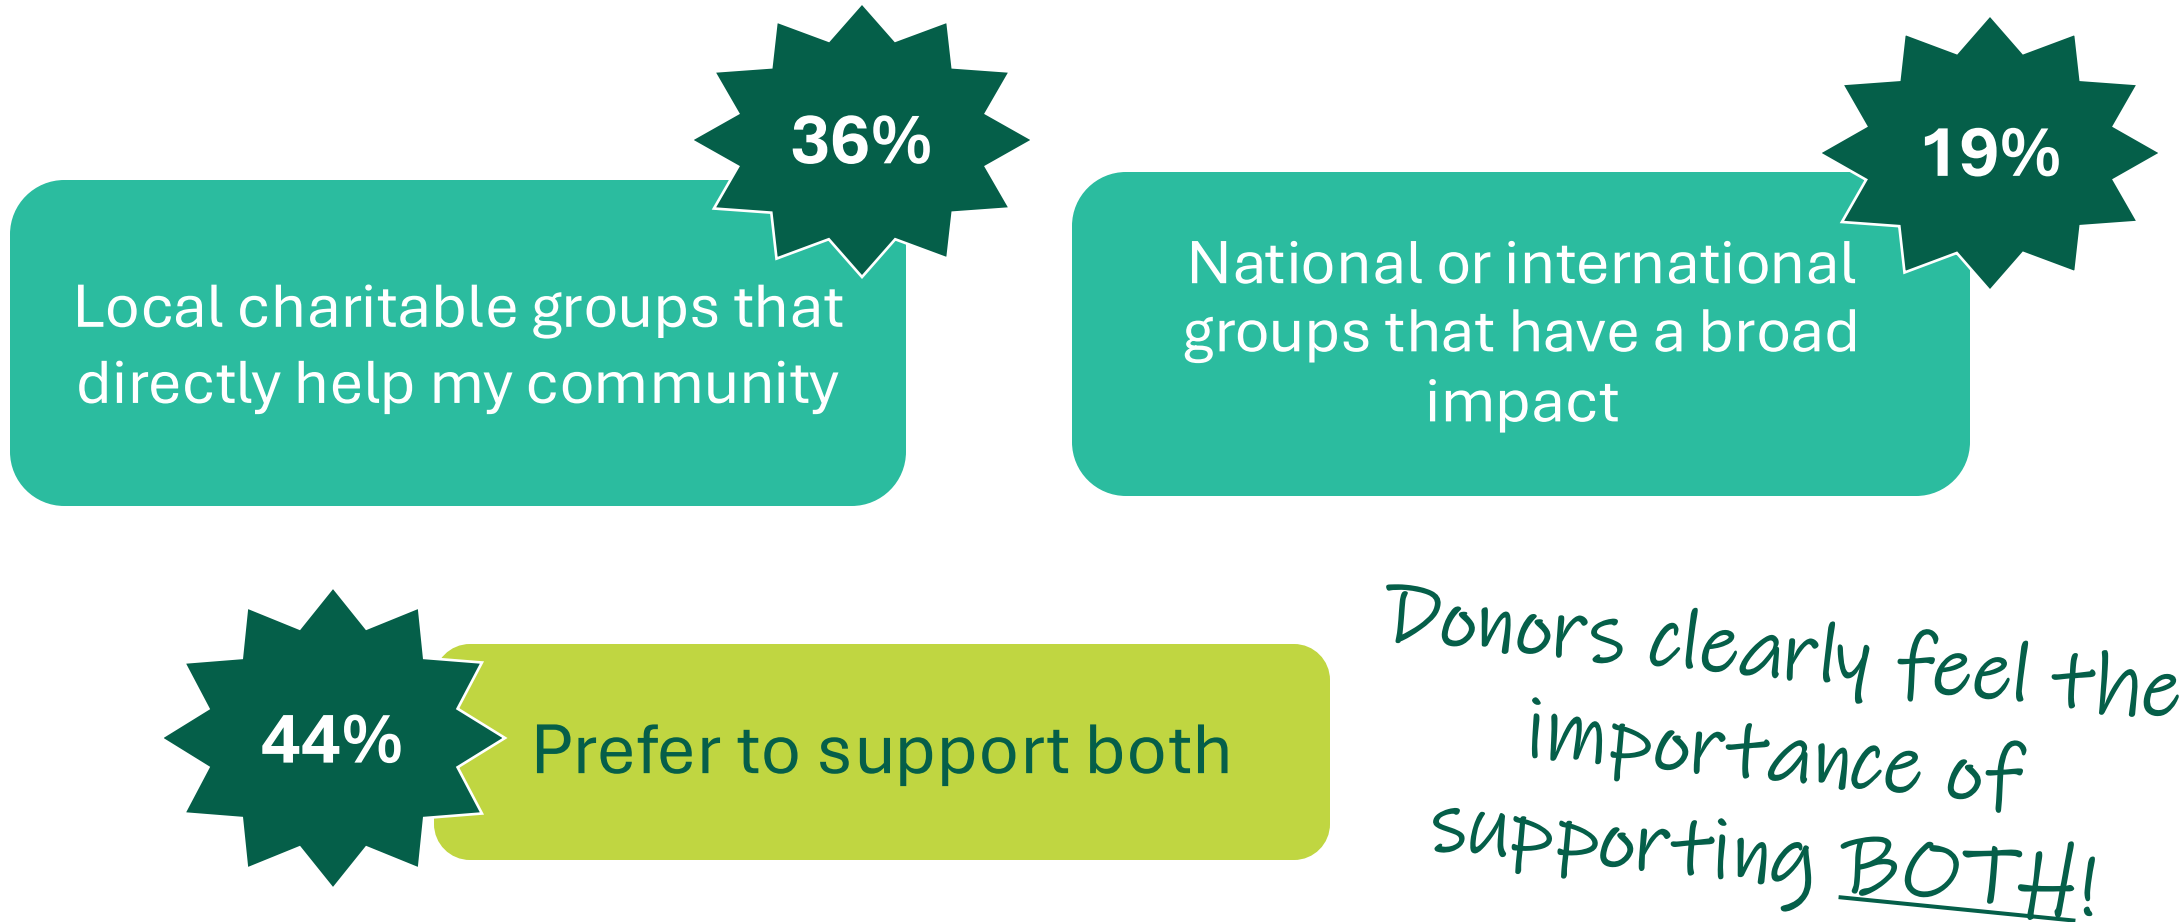 36%
Local charitable groups that
directly help my community
19%
National or international
groups that have a broad
impact
44%
Prefer to support both
Donors clearly feel the
importance of
supporting BOTH!